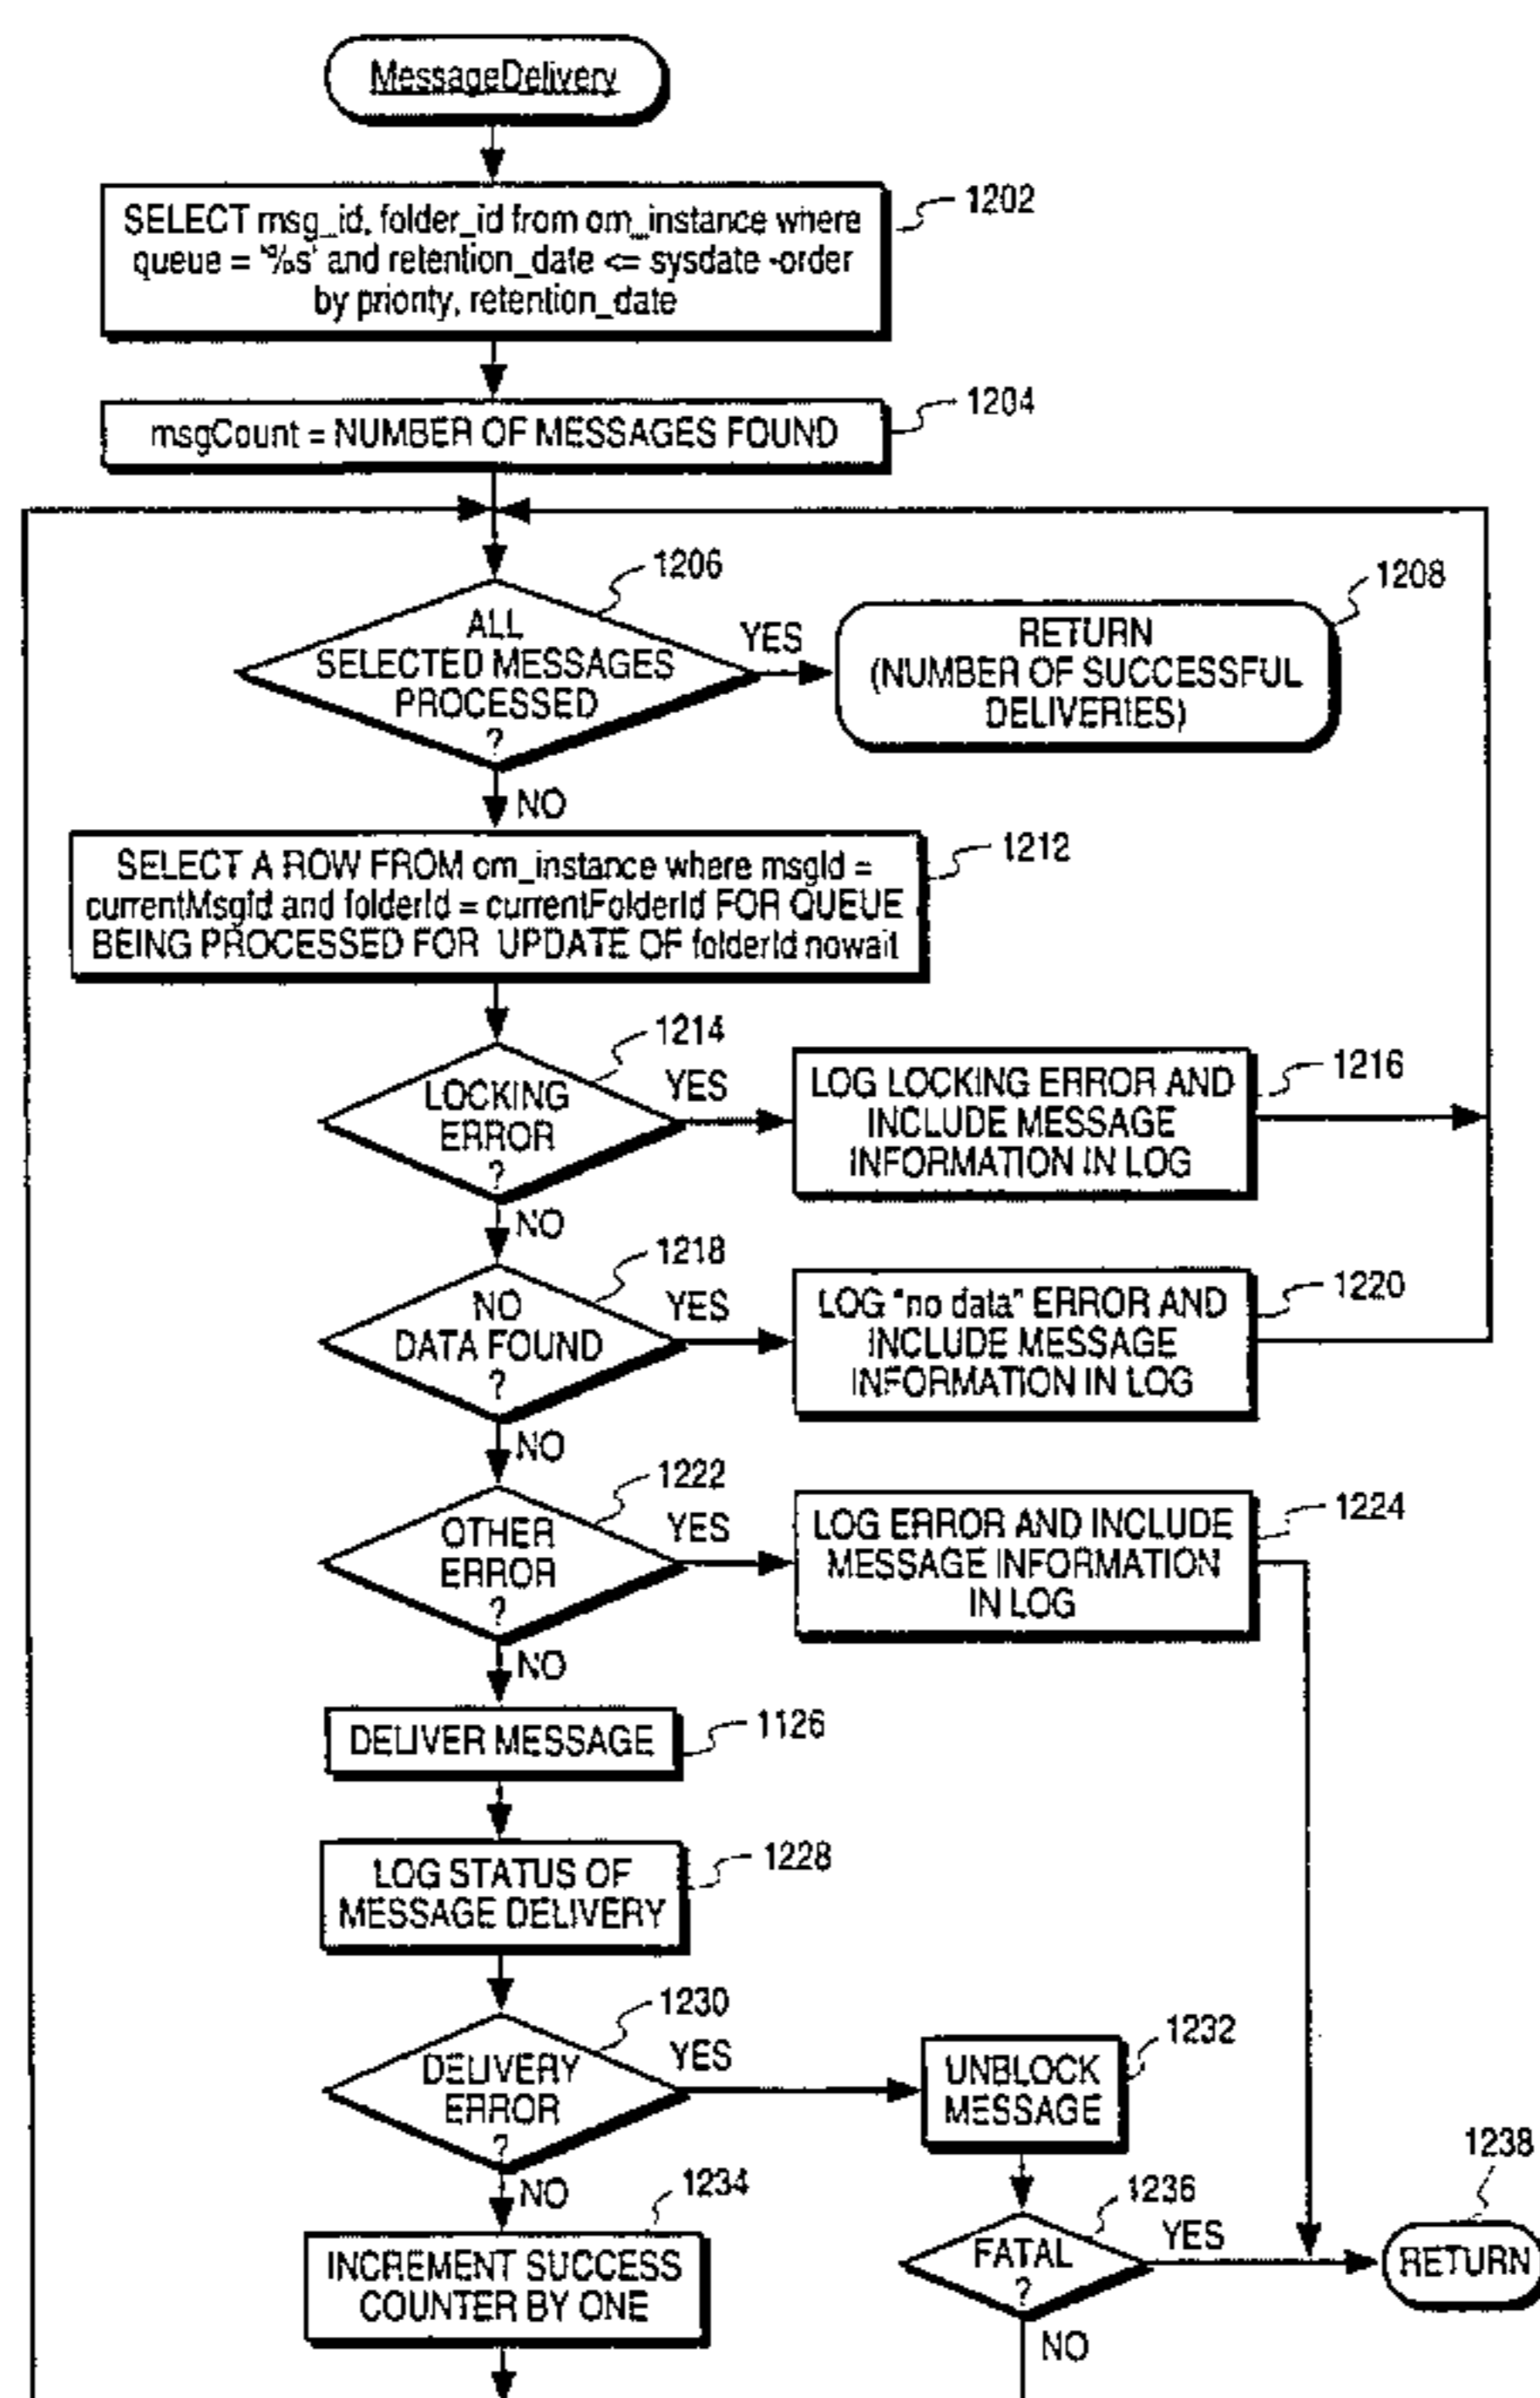 MessageDelivery
SELECT msg_id, folder_id from om_instance where
queue = '%s' and retention_date <= sysdate -order
by priority, retention_date
1202
msgCount = NUMBER OF MESSAGES FOUND
1204
ALL
SELECTED MESSAGES
PROCESSED
?
1206
YES
RETURN
(NUMBER OF SUCCESSFUL
DELIVERIES)
1208
NO
SELECT A ROW FROM om_instance where msgId =
currentMsgId and folderId = currentFolderId FOR QUEUE
BEING PROCESSED FOR UPDATE OF folderId nowait
1212
LOCKING
ERROR
?
1214
YES
LOG LOCKING ERROR AND
INCLUDE MESSAGE
INFORMATION IN LOG
1216
NO
NO
DATA FOUND
?
1218
YES
LOG "no data" ERROR AND
INCLUDE MESSAGE
INFORMATION IN LOG
1220
NO
OTHER
ERROR
?
1222
YES
LOG ERROR AND INCLUDE
MESSAGE INFORMATION
IN LOG
1224
NO
DELIVER MESSAGE
1126
LOG STATUS OF
MESSAGE DELIVERY
1228
DELIVERY
ERROR
?
1230
YES
UNBLOCK
MESSAGE
1232
NO
INCREMENT SUCCESS
COUNTER BY ONE
1234
FATAL
?
1236
YES
RETURN
1238
NO